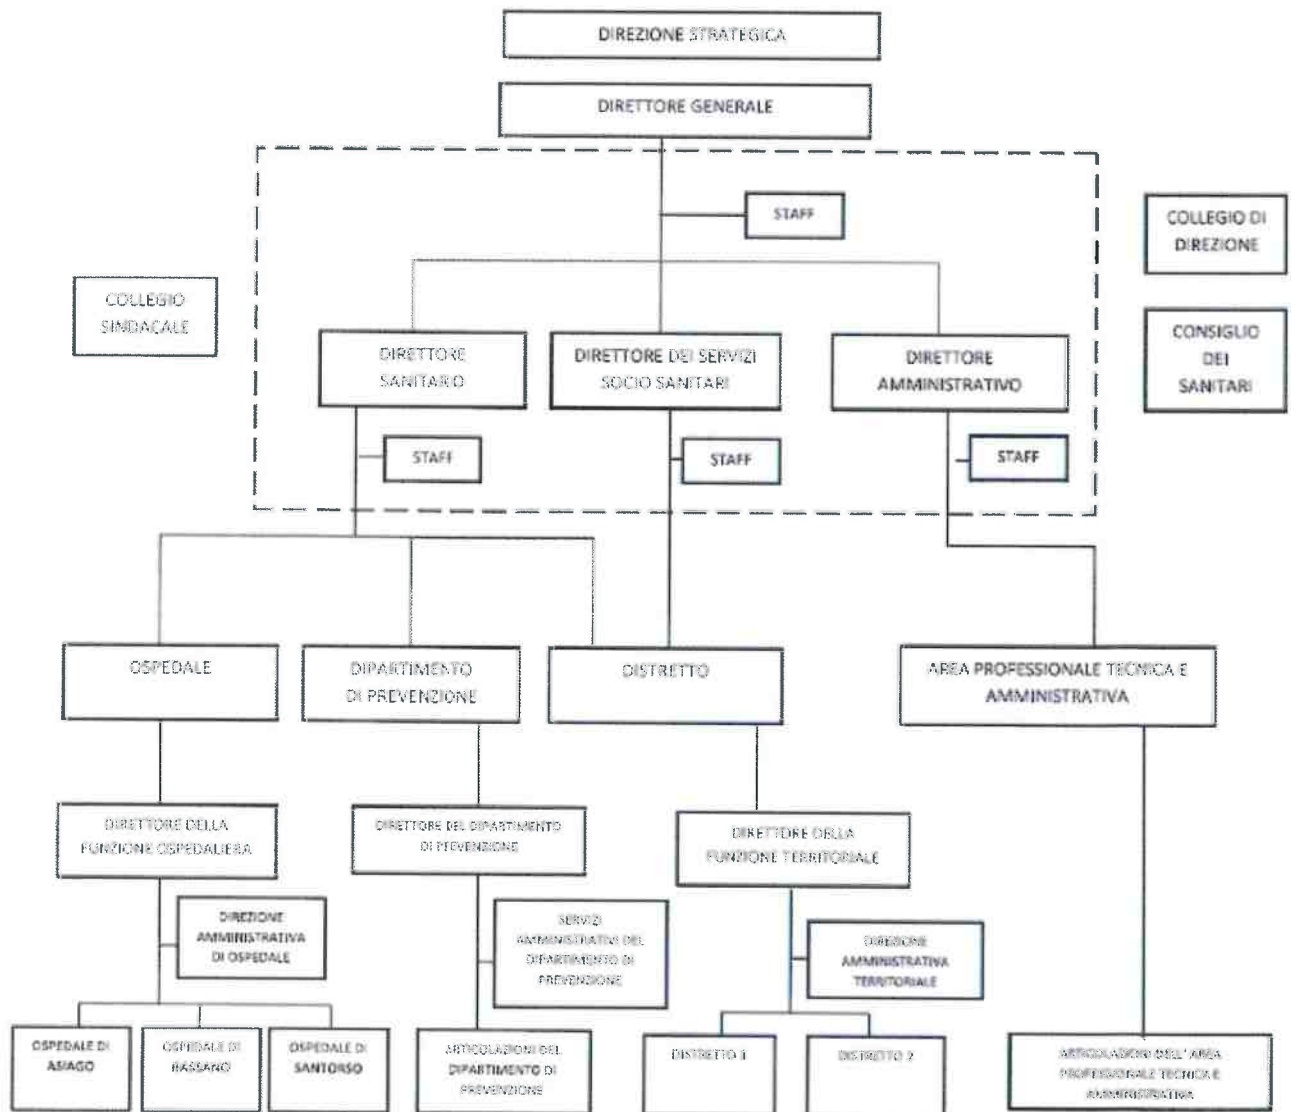 DIREZIONE STRATEGICA
DIRETTORE GENERALE
STAFF
COLLEGIO DI
DIREZIONE
COLLEGIO
SINDACALE
CONSIGLIO
DEI
SANITARI
DIRETTORE
SANITARIO
DIRETTORE DEI SERVIZI
SOCIO SANITARI
DIRETTORE
AMMINISTRATIVO
STAFF
STAFF
STAFF
OSPEDALE
DIPARTIMENTO
DI PREVENZIONE
DISTRETTO
AREA PROFESSIONALE TECNICA E
AMMINISTRATIVA
DIRETTORE DELLA
FUNZIONE OSPEDALIERA
DIRETTORE DEL DIPARTIMENTO
DI PREVENZIONE
DIRETTORE DELLA
FUNZIONE TERRITORIALE
DIREZIONE
AMMINISTRATIVA
DI OSPEDALE
SERVIZI
AMMINISTRATIVI DEL
DIPARTIMENTO DI
PREVENZIONE
DIREZIONE
AMMINISTRATIVA
TERRITORIALE
OSPEDALE DI
ASIAGO
OSPEDALE DI
BASSANO
OSPEDALE DI
SANTORSO
ARTICOLAZIONI DEL
DIPARTIMENTO DI
PREVENZIONE
DISTRETTO 1
DISTRETTO 2
ARTICOLAZIONI DELL'AREA
PROFESSIONALE TECNICA E
AMMINISTRATIVA